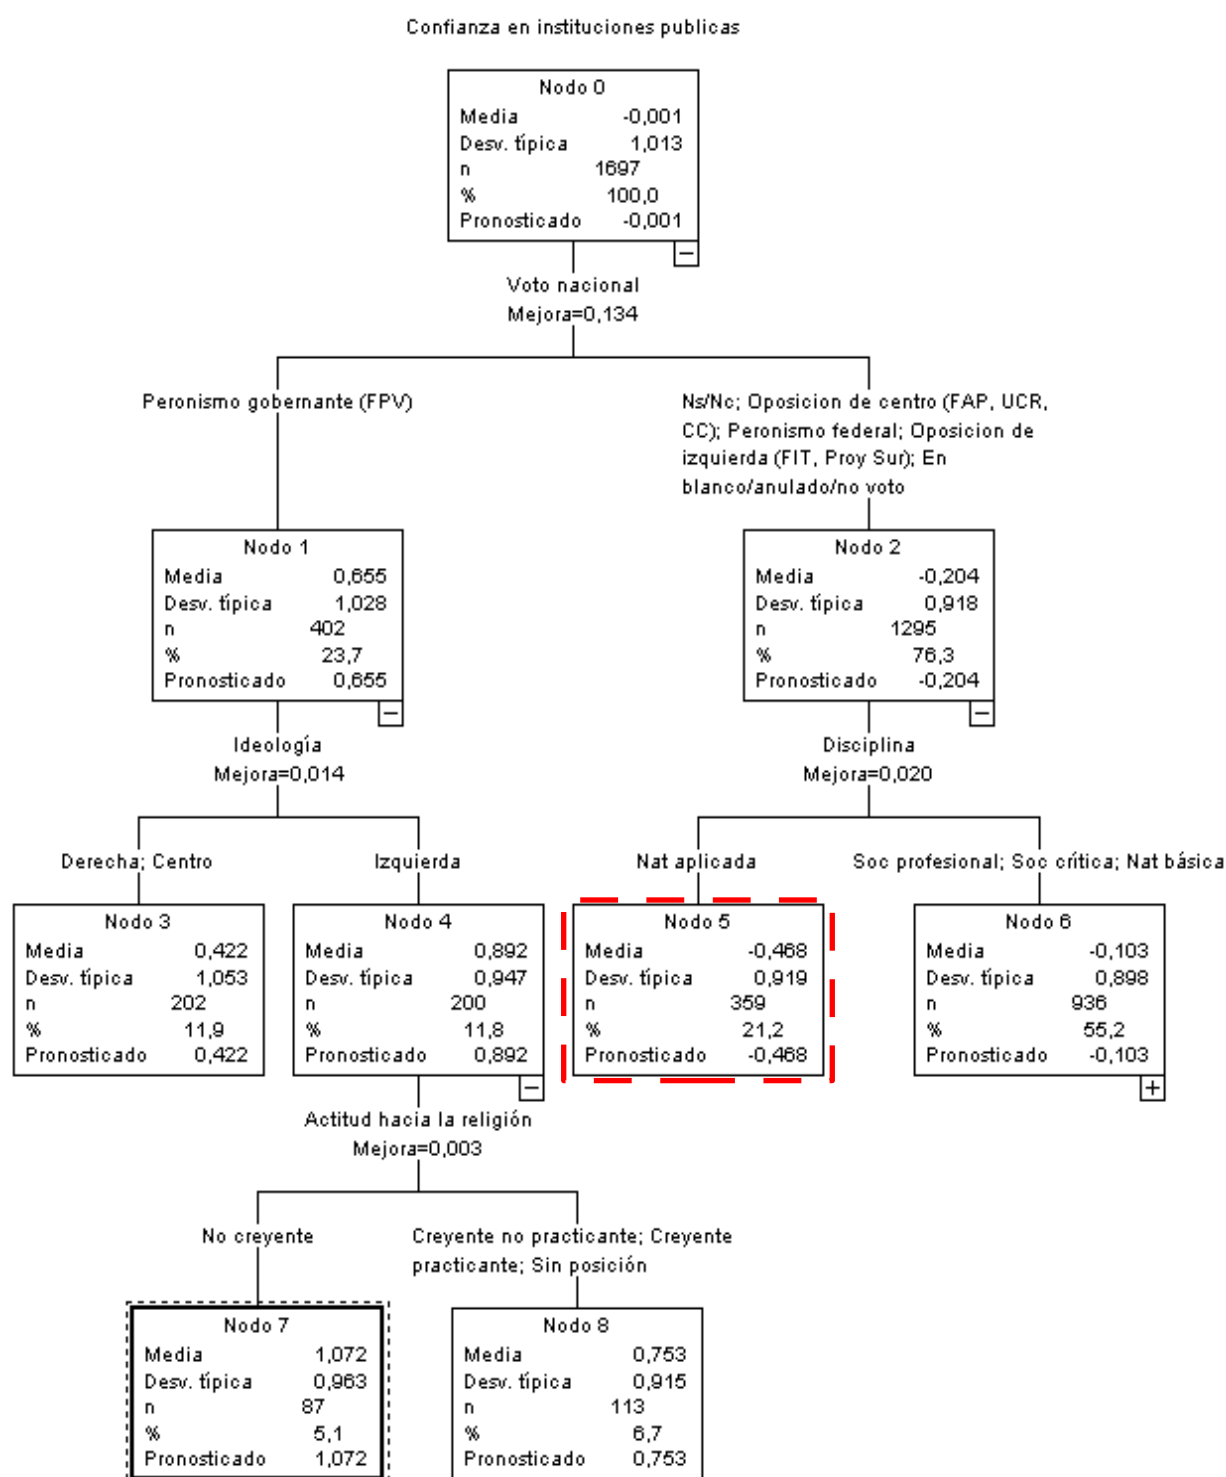 Confianza en instituciones publicas
Nodo 0
Media -0,001
Desv. típica 1,013
n 1697
% 100,0
Pronosticado -0,001
Voto nacional
Mejora=0,134
Peronismo gobernante (FPV)
Ns/Nc; Oposicion de centro (FAP, UCR,
CC); Peronismo federal; Oposicion de
izquierda (FIT, Proy Sur); En
blanco/anulado/no voto
Nodo 1
Media 0,655
Desv. típica 1,028
n 402
% 23,7
Pronosticado 0,655
Nodo 2
Media -0,204
Desv. típica 0,918
n 1295
% 76,3
Pronosticado -0,204
Ideología
Mejora=0,014
Disciplina
Mejora=0,020
Derecha; Centro
Izquierda
Nat aplicada
Soc profesional; Soc crítica; Nat básica
Nodo 3
Media 0,422
Desv. típica 1,053
n 202
% 11,9
Pronosticado 0,422
Nodo 4
Media 0,892
Desv. típica 0,947
n 200
% 11,8
Pronosticado 0,892
Nodo 5
Media -0,468
Desv. típica 0,919
n 359
% 21,2
Pronosticado -0,468
Nodo 6
Media -0,103
Desv. típica 0,898
n 936
% 55,2
Pronosticado -0,103
Actitud hacia la religión
Mejora=0,003
No creyente
Creyente no practicante; Creyente
practicante; Sin posición
Nodo 7
Media 1,072
Desv. típica 0,963
n 87
% 5,1
Pronosticado 1,072
Nodo 8
Media 0,753
Desv. típica 0,915
n 113
% 6,7
Pronosticado 0,753